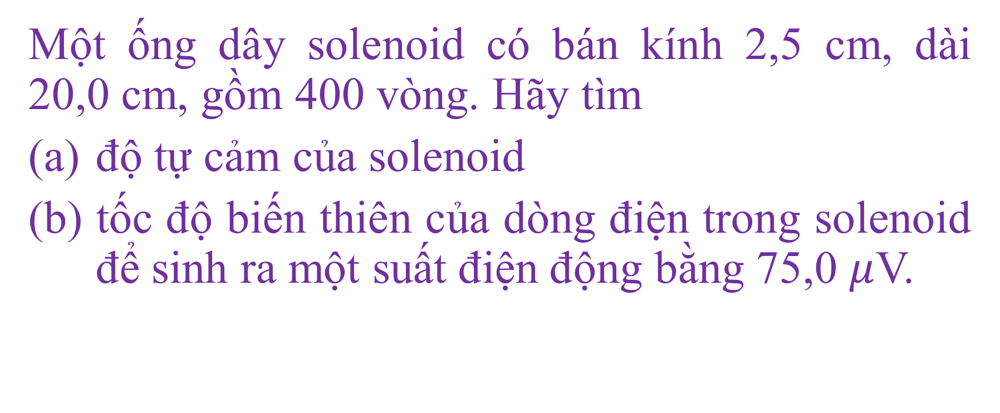 Một ống dây solenoid có bán kính 2,5 cm, dài
20,0 cm, gồm 400 vòng. Hãy tìm
(a) độ tự cảm của solenoid
(b) tốc độ biến thiên của dòng điện trong solenoid
để sinh ra một suất điện động bằng 75,0 μV.